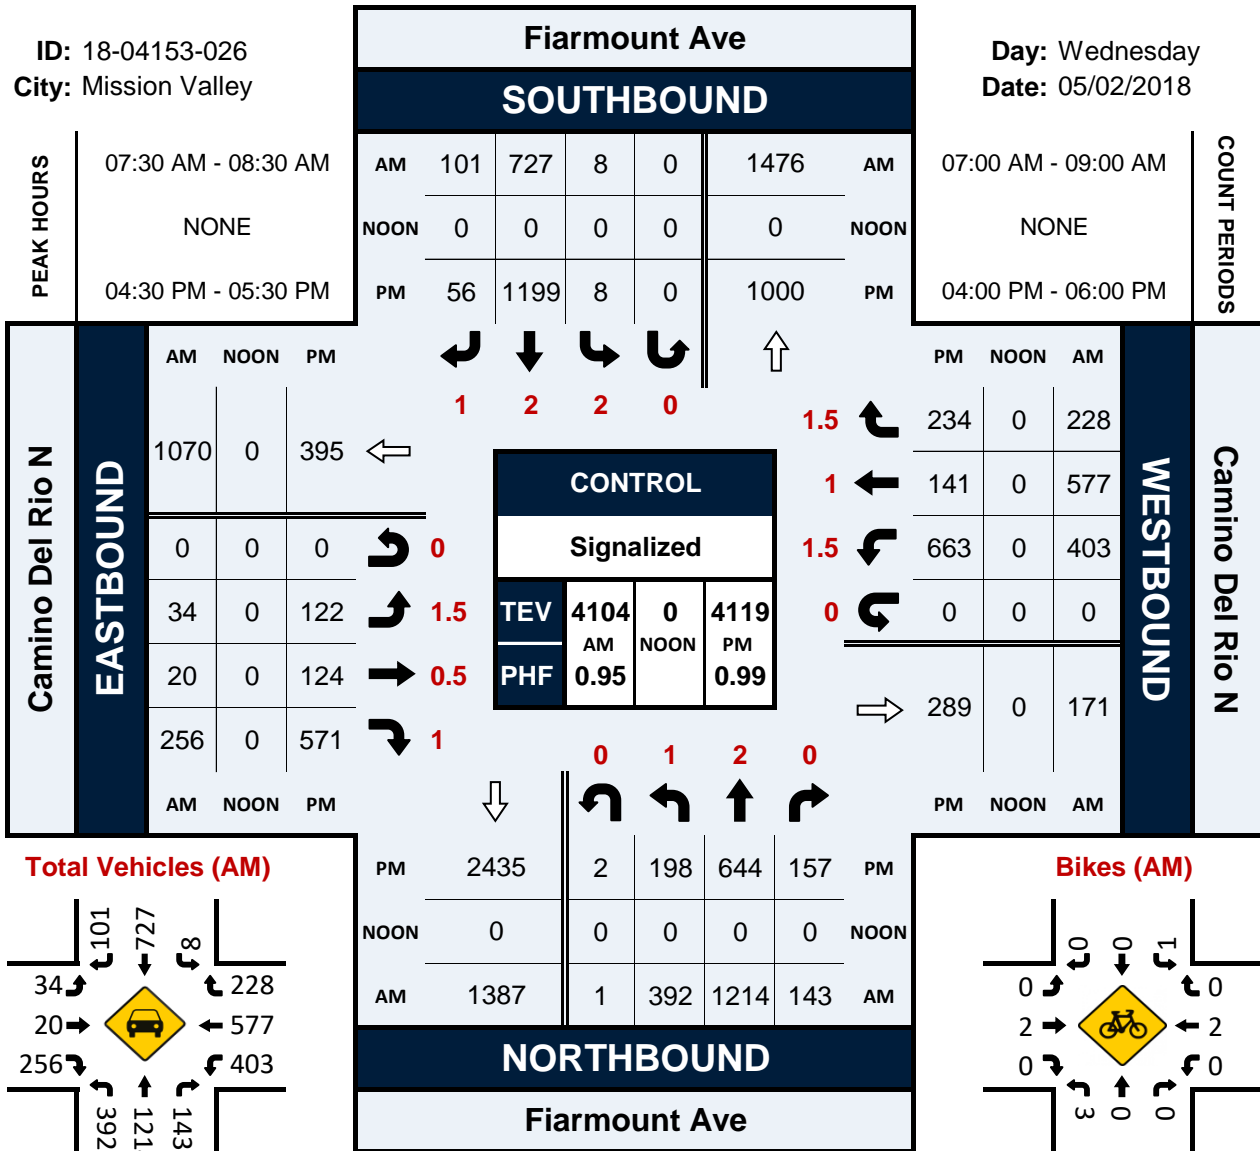 Fiarmount Ave
ID: 18-04153-026
Day: Wednesday
City: Mission Valley
Date: 05/02/2018
SOUTHBOUND
PEAK HOURS
07:30 AM - 08:30 AM
AM 101 727 8 0 1476 AM
07:00 AM - 09:00 AM
COUNT PERIODS
NONE
NOON 0 0 0 0 0 NOON
NONE
04:30 PM - 05:30 PM
PM 56 1199 8 0 1000 PM
04:00 PM - 06:00 PM
Camino Del Rio N
EASTBOUND
AM NOON PM
1070 0 395
0 0 0 0
34 0 122 1.5
20 0 124 0.5
256 0 571 1
AM NOON PM
1 2 2 0
CONTROL
Signalized
TEV 4104 0 4119
AM NOON PM
PHF 0.95 0.99
PM NOON AM
1.5 234 0 228
1 141 0 577
1.5 663 0 403
0 0 0 0
289 0 171
PM NOON AM
WESTBOUND
Camino Del Rio N
0 1 2 0
PM 2435 2 198 644 157 PM
NOON 0 0 0 0 0 NOON
AM 1387 1 392 1214 143 AM
NORTHBOUND
Fiarmount Ave
Total Vehicles (AM)
101 727 8
34 228
20 577
256 403
392 121 143
Bikes (AM)
0 0 1
0 0
2 2
0 0
3 0 0